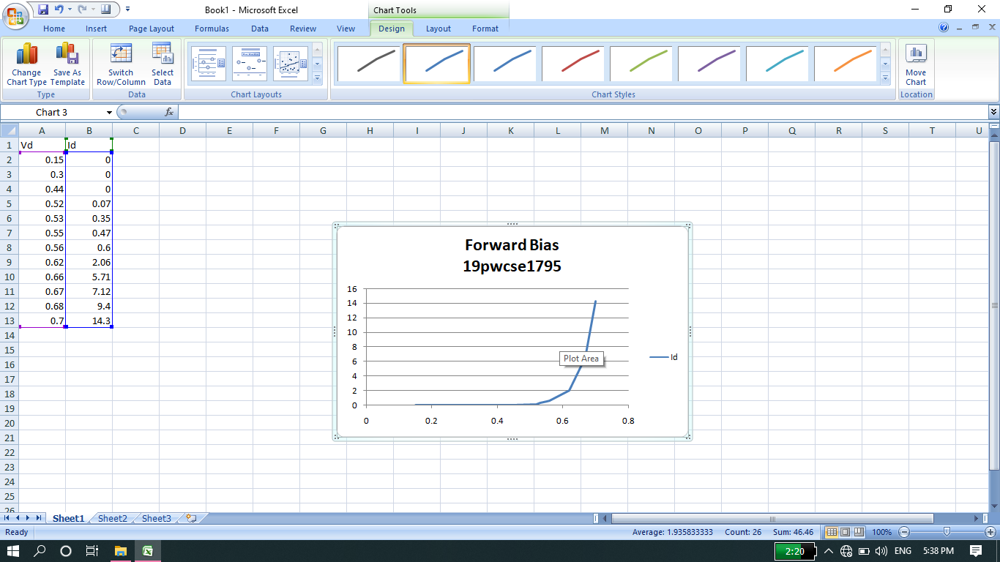 Book1 - Microsoft Excel
Chart Tools
Home Insert Page Layout Formulas Data Review View Design Layout Format
Change Chart Type
Save As Template
Switch Row/Column
Select Data
Move Chart
Type Data Chart Layouts Chart Styles Location
Chart 3 fx
A B C D E F G H I J K L M N O P Q R S T U
1 Vd Id
2 0.15 0
3 0.3 0
4 0.44 0
5 0.52 0.07
6 0.53 0.35
7 0.55 0.47
8 0.56 0.6
9 0.62 2.06
10 0.66 5.71
11 0.67 7.12
12 0.68 9.4
13 0.7 14.3
14
15
16
17
18
19
20
21
22
23
24
25
26
Forward Bias
19pwcse1795
16
14
12
10
8
6
4
2
0
0 0.2 0.4 0.6 0.8
Plot Area
Id
Sheet1 Sheet2 Sheet3
Ready Average: 1.935833333 Count: 26 Sum: 46.46 100%
2:20 ENG 5:38 PM